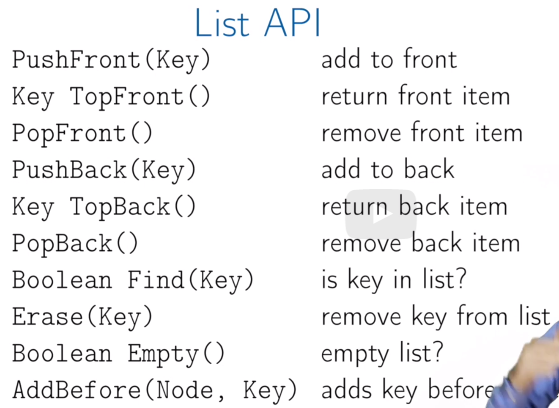 List API
PushFront(Key) add to front
Key TopFront() return front item
PopFront() remove front item
PushBack(Key) add to back
Key TopBack() return back item
PopBack() remove back item
Boolean Find(Key) is key in list?
Erase(Key) remove key from list
Boolean Empty() empty list?
AddBefore(Node, Key) adds key before